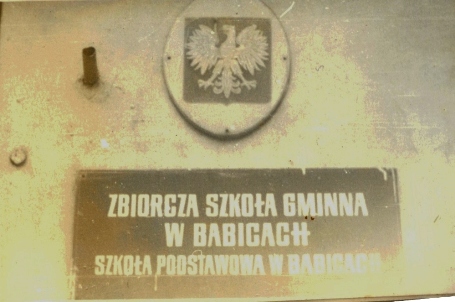 ZBIORCZA SZKOŁA GMINNA
W BABICACH
SZKOŁA PODSTAWOWA W BABICACH